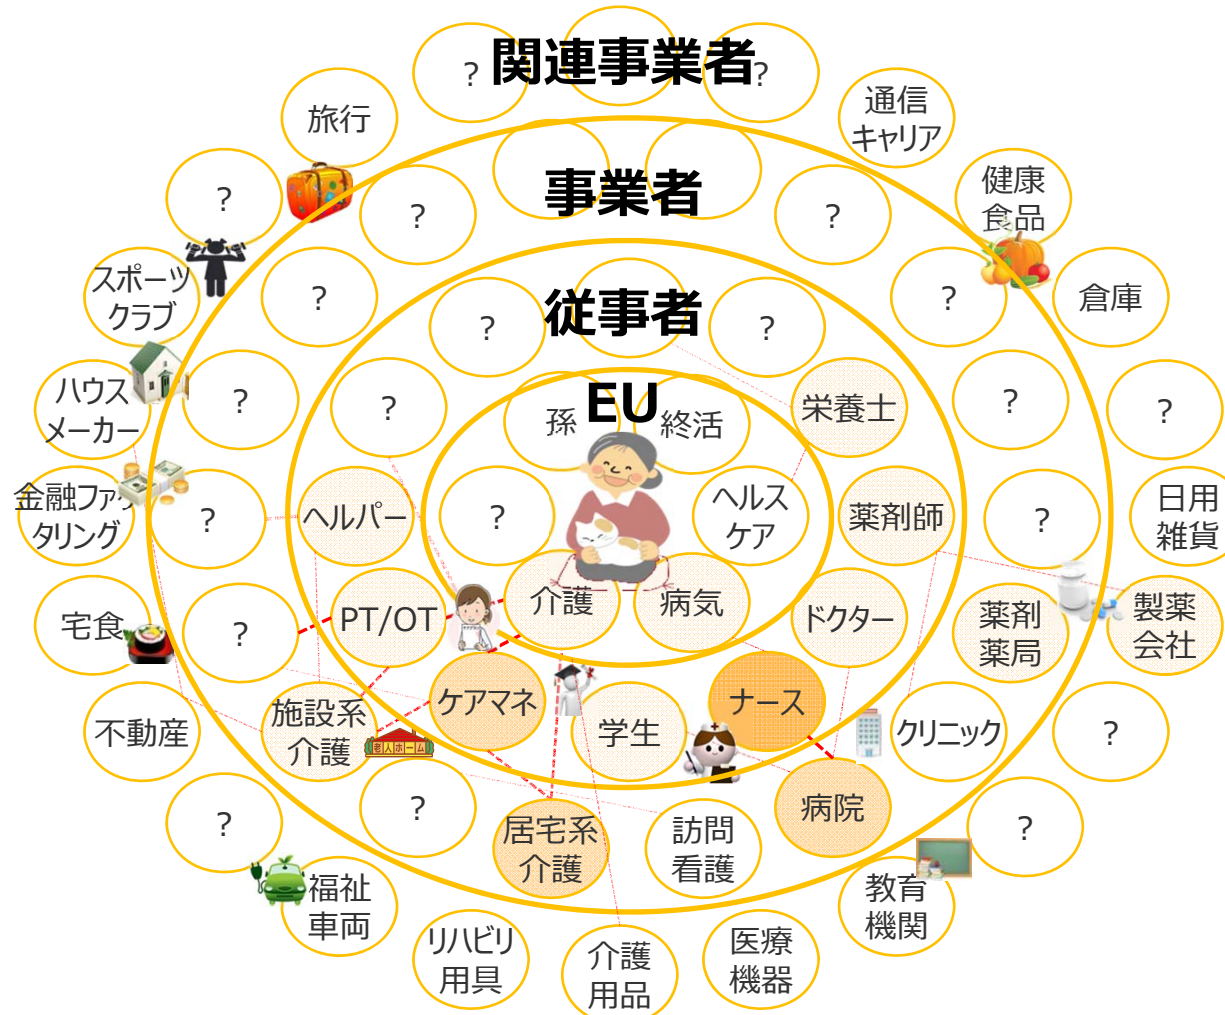 関連事業者
?
?
旅行
通信
キャリア
?
健康
食品
事業者
?
?
スポーツ
クラブ
?
?
倉庫
従事者
?
?
ハウス
メーカー
?
?
EU
孫
終活
栄養士
?
?
金融ファク
タリング
?
ヘルパー
?
ヘルス
ケア
薬剤師
?
日用
雑貨
宅食
?
PT/OT
介護
病気
ドクター
薬剤
薬局
製薬
会社
不動産
施設系
介護
老人ホーム
ケアマネ
学生
ナース
クリニック
?
?
?
居宅系
介護
訪問
看護
病院
?
福祉
車両
教育
機関
リハビリ
用具
介護
用品
医療
機器